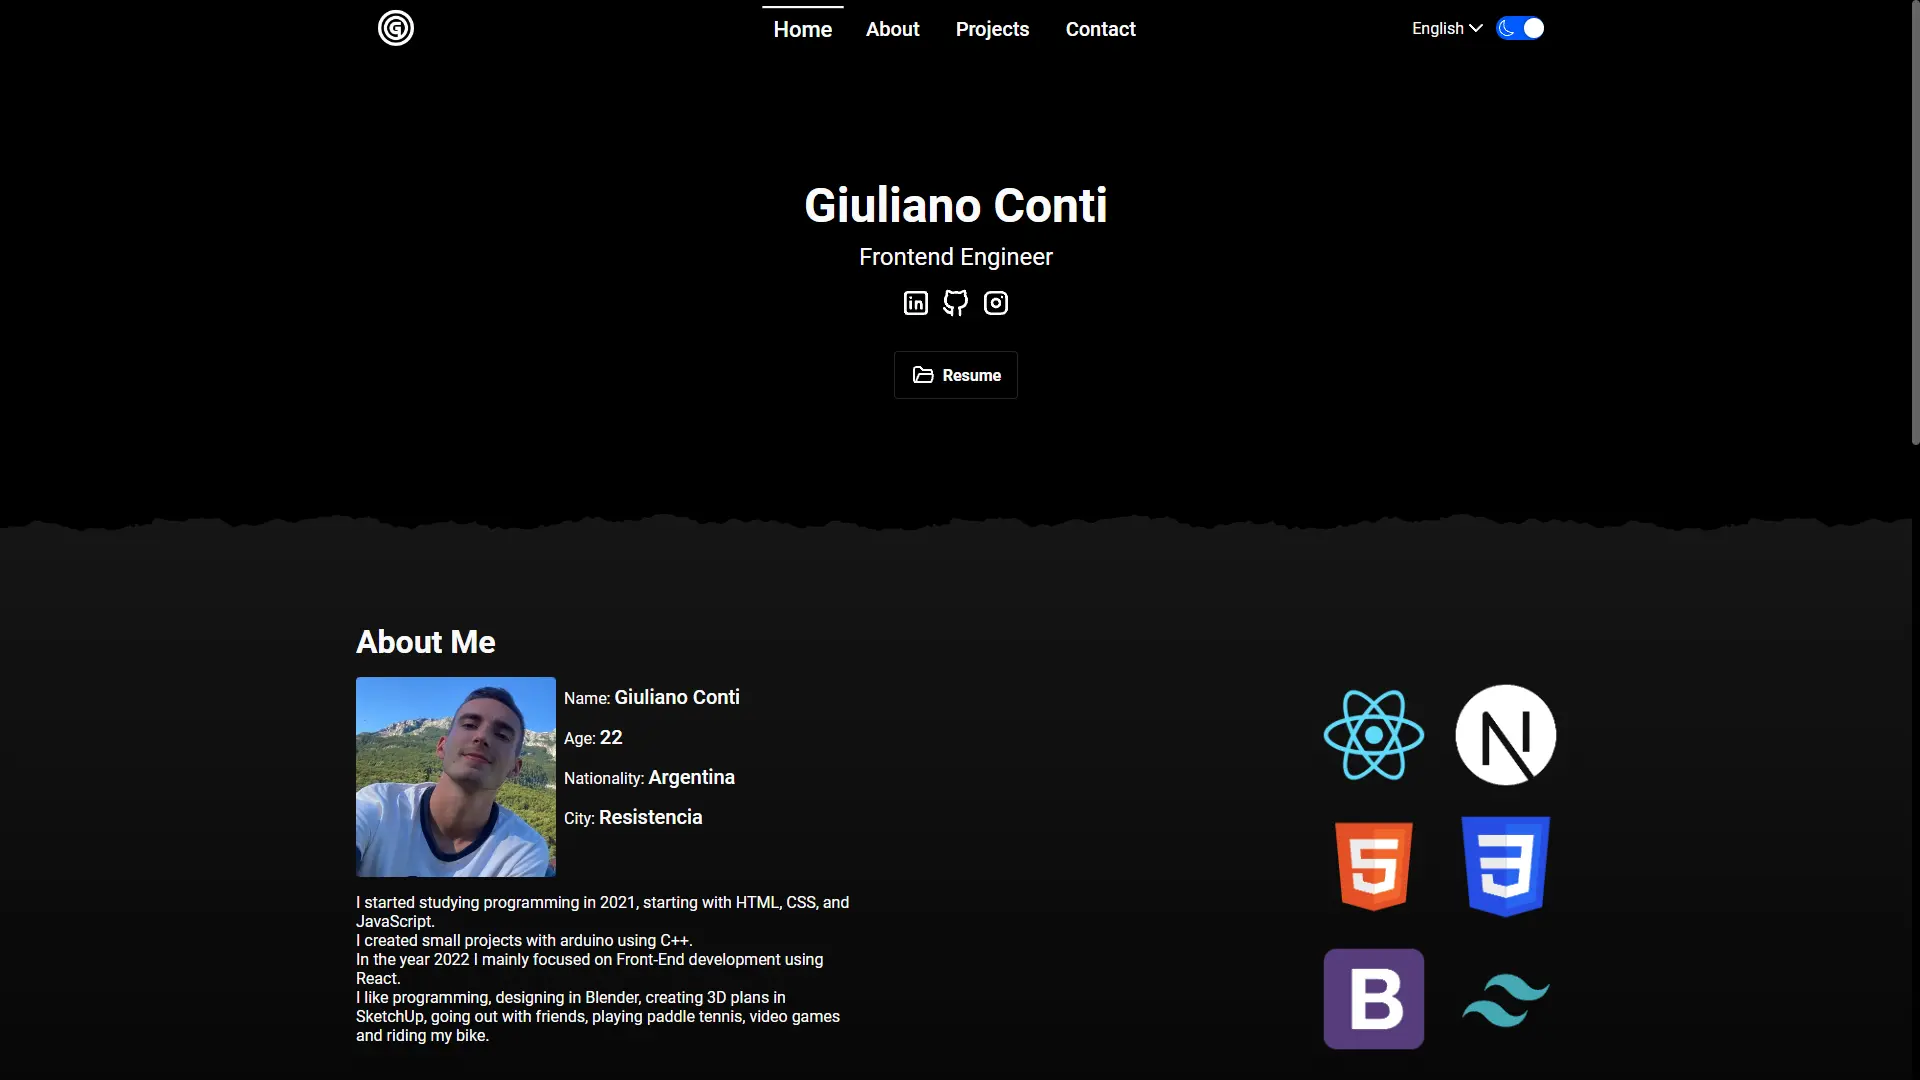 G
Home About Projects Contact English
Giuliano Conti
Frontend Engineer
in
Resume
About Me
Name: Giuliano Conti
Age: 22
Nationality: Argentina
City: Resistencia
I started studying programming in 2021, starting with HTML, CSS, and
JavaScript.
I created small projects with arduino using C++.
In the year 2022 I mainly focused on Front-End development using
React.
I like programming, designing in Blender, creating 3D plans in
SketchUp, going out with friends, playing paddle tennis, video games
and riding my bike.
N
5 3
B